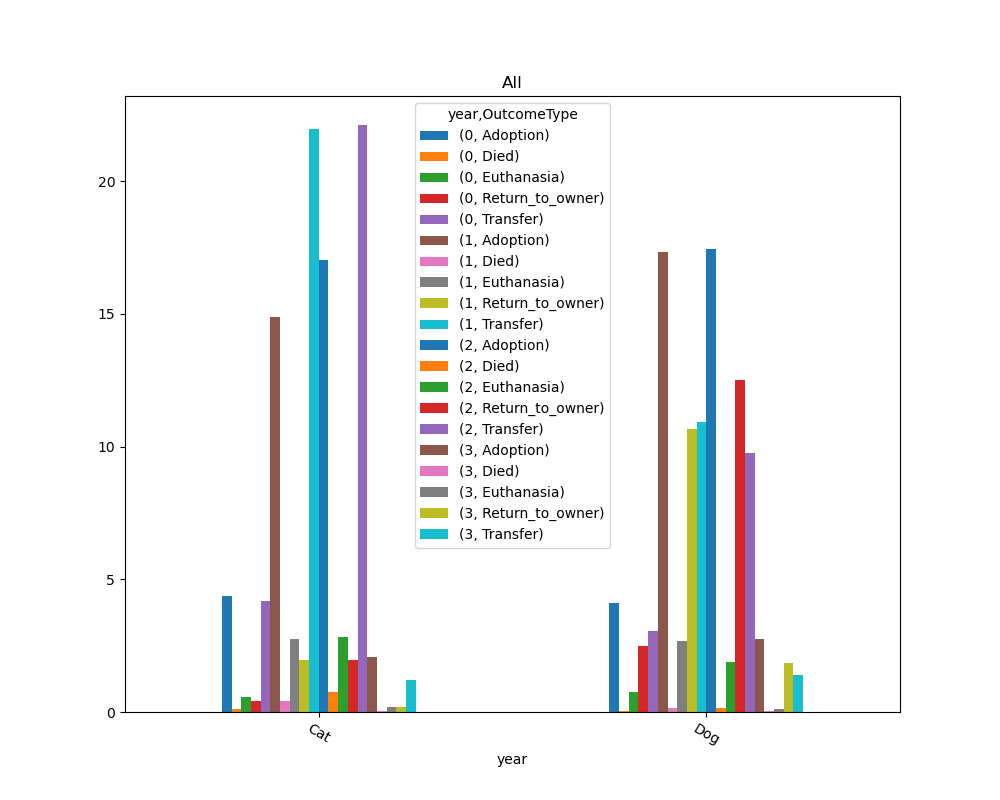 All
year,OutcomeType
(0, Adoption)
(0, Died)
(0, Euthanasia)
(0, Return_to_owner)
(0, Transfer)
(1, Adoption)
(1, Died)
(1, Euthanasia)
(1, Return_to_owner)
(1, Transfer)
(2, Adoption)
(2, Died)
(2, Euthanasia)
(2, Return_to_owner)
(2, Transfer)
(3, Adoption)
(3, Died)
(3, Euthanasia)
(3, Return_to_owner)
(3, Transfer)
20
15
10
5
0
Cat
Dog
year